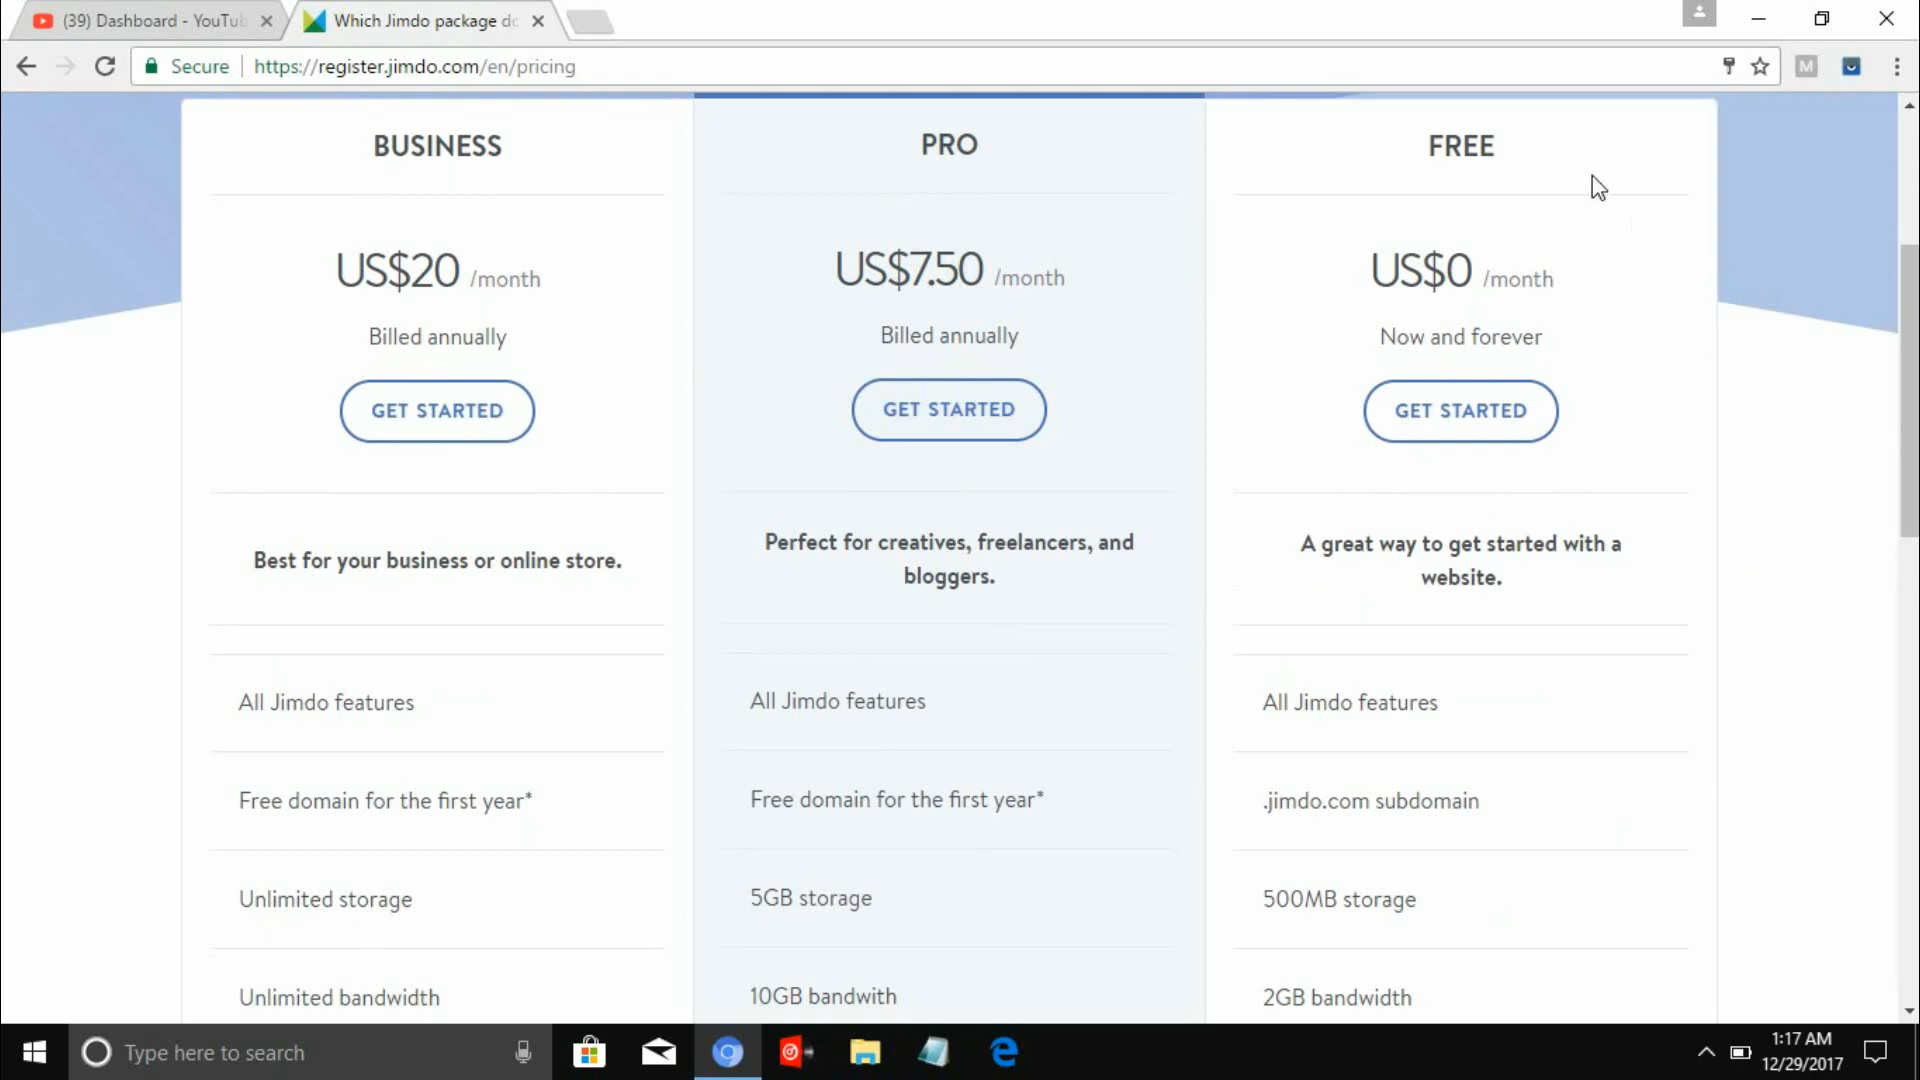 (39) Dashboard - YouTub
Which Jimdo package do
Secure
https://register.jimdo.com/en/pricing
M
BUSINESS
US$20 /month
Billed annually
GET STARTED
Best for your business or online store.
All Jimdo features
Free domain for the first year*
Unlimited storage
Unlimited bandwidth
PRO
US$7.50 /month
Billed annually
GET STARTED
Perfect for creatives, freelancers, and
bloggers.
All Jimdo features
Free domain for the first year*
5GB storage
10GB bandwith
FREE
US$0 /month
Now and forever
GET STARTED
A great way to get started with a
website.
All Jimdo features
.jimdo.com subdomain
500MB storage
2GB bandwidth
Type here to search
1:17 AM
12/29/2017